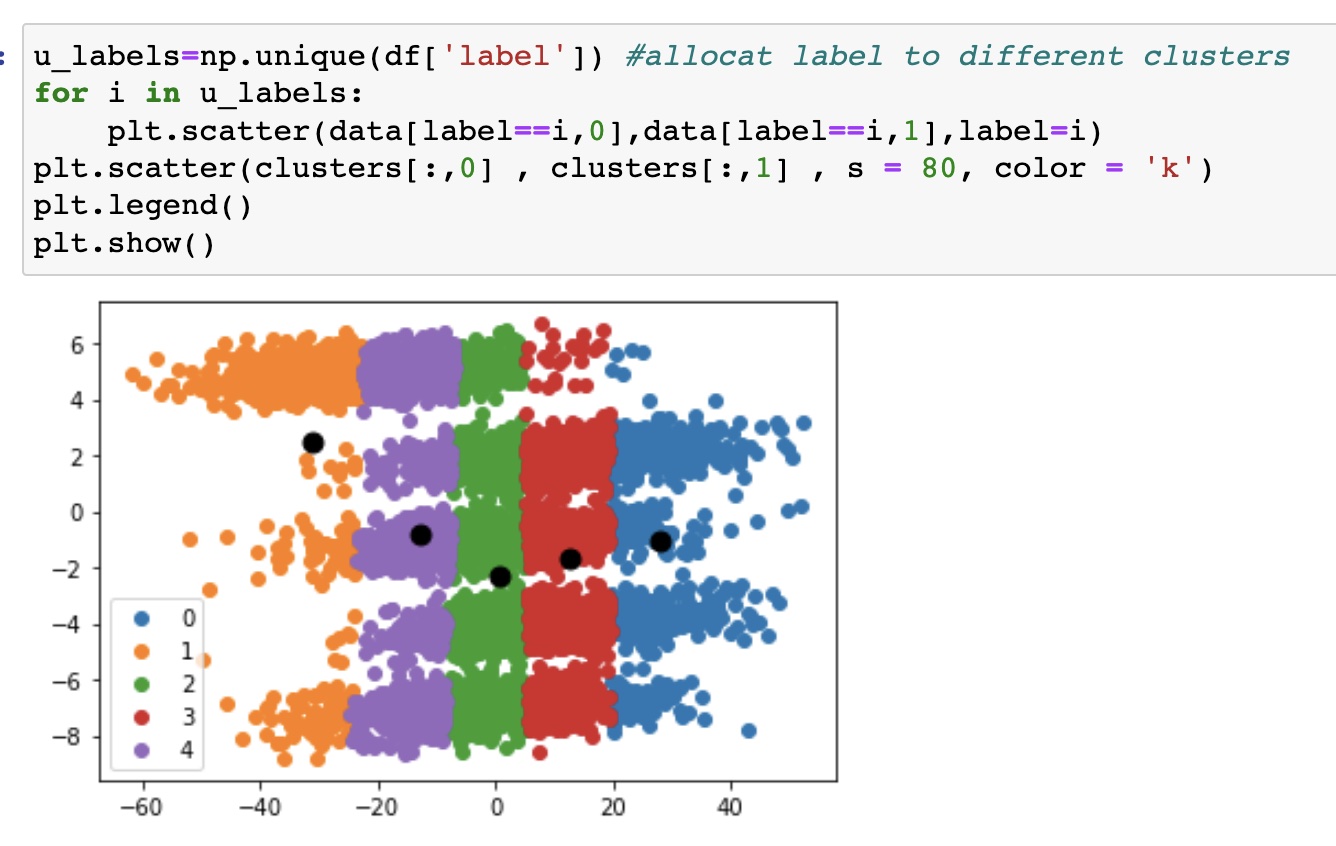 : u_labels=np.unique(df['label']) #allocat label to different clusters
for i in u_labels:
    plt.scatter(data[label==i,0],data[label==i,1],label=i)
plt.scatter(clusters[:,0] , clusters[:,1] , s = 80, color = 'k')
plt.legend()
plt.show()
6
4
2
0
−2
−4
−6
−8
0
1
2
3
4
−60 −40 −20 0 20 40